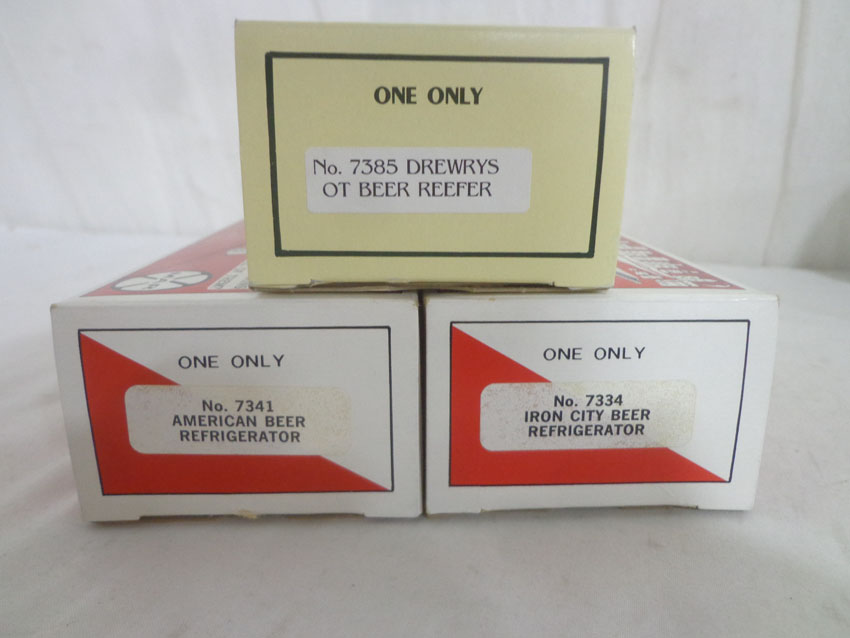 ONE ONLY
No. 7385 DREWRYS
OT BEER REEFER
ONE ONLY
No. 7341
AMERICAN BEER
REFRIGERATOR
ONE ONLY
No. 7334
IRON CITY BEER
REFRIGERATOR